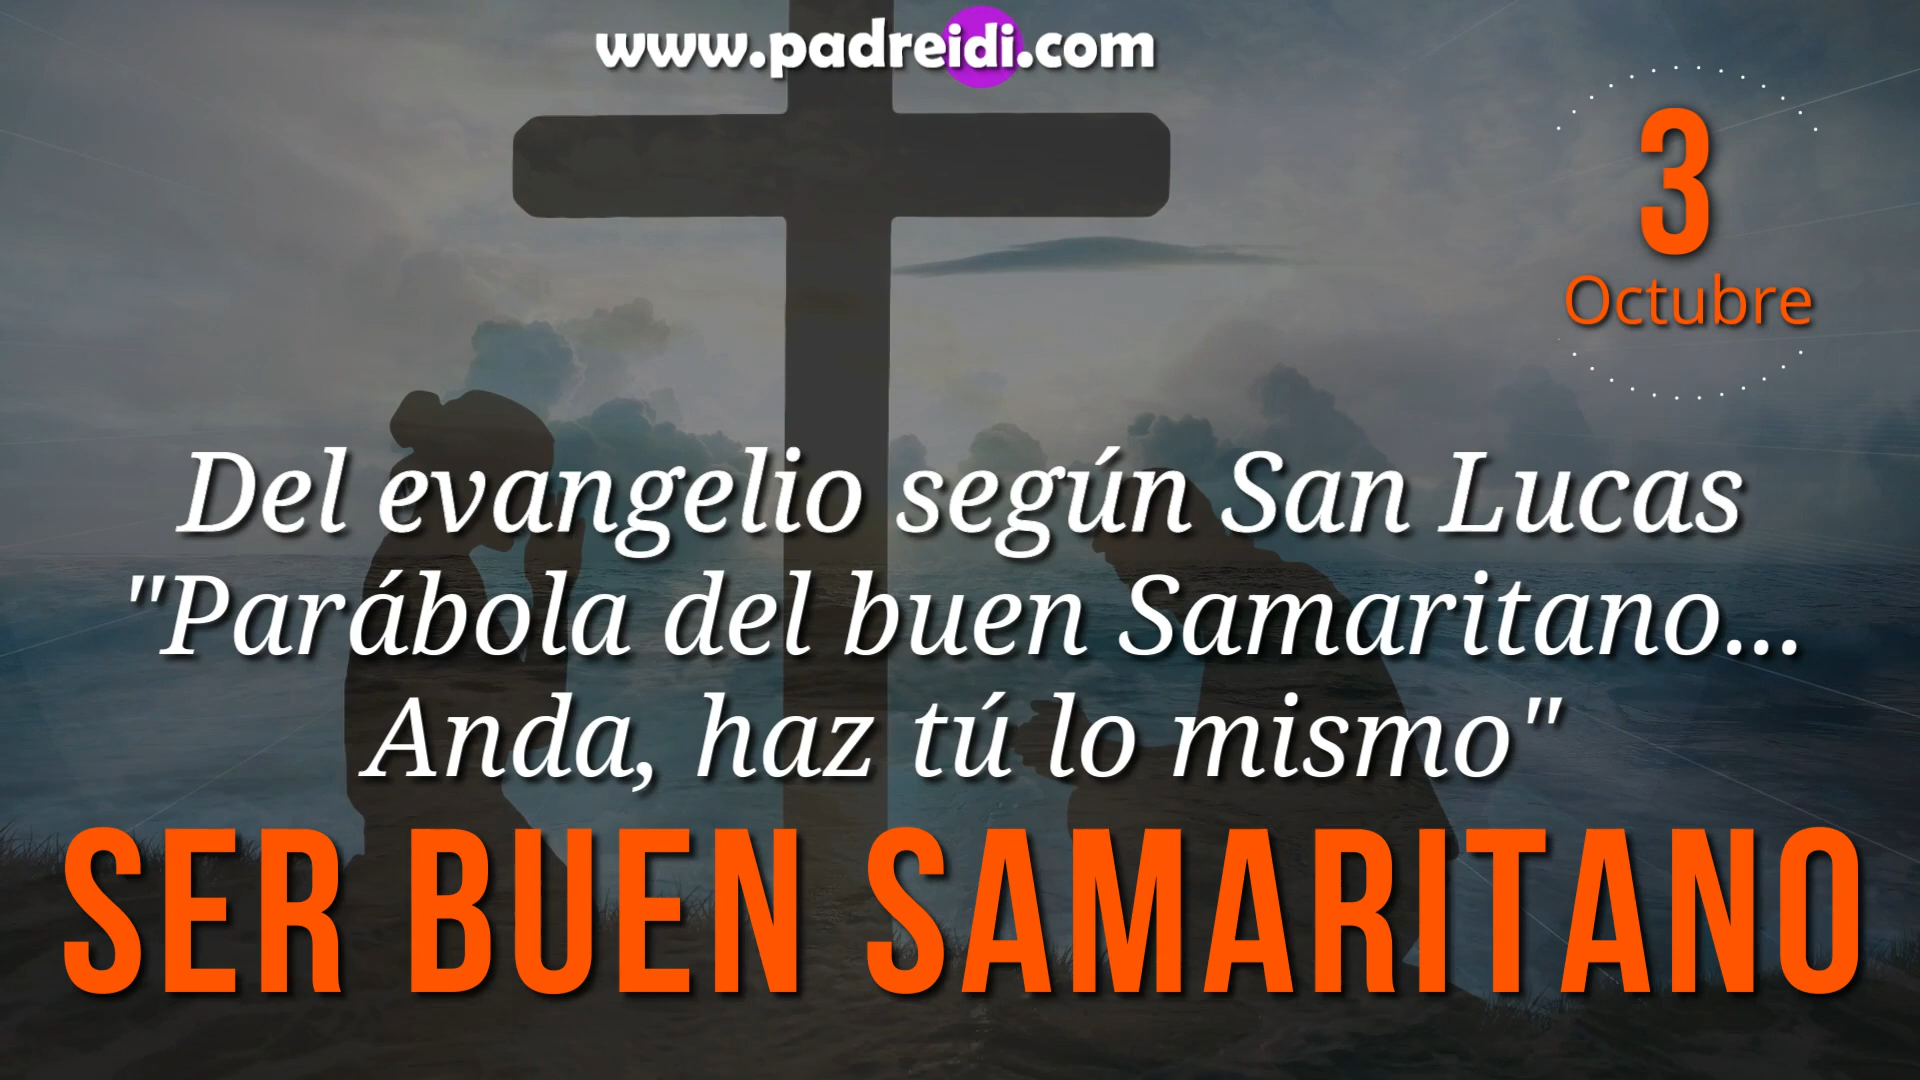 www.padreidi.com
3
Octubre
Del evangelio según San Lucas
"Parábola del buen Samaritano...
Anda, haz tú lo mismo"
SER BUEN SAMARITANO